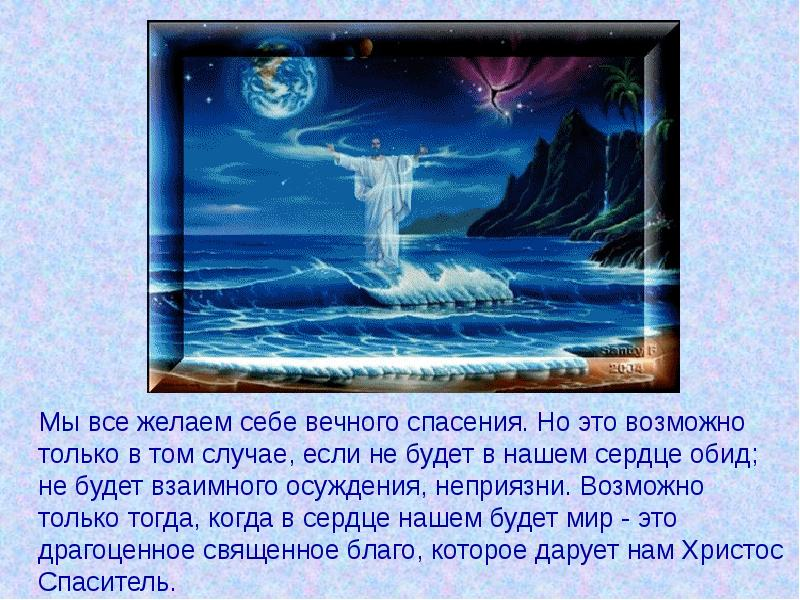 Sandy, F
2004
Мы все желаем себе вечного спасения. Но это возможно
только в том случае, если не будет в нашем сердце обид;
не будет взаимного осуждения, неприязни. Возможно
только тогда, когда в сердце нашем будет мир - это
драгоценное священное благо, которое дарует нам Христос
Спаситель.